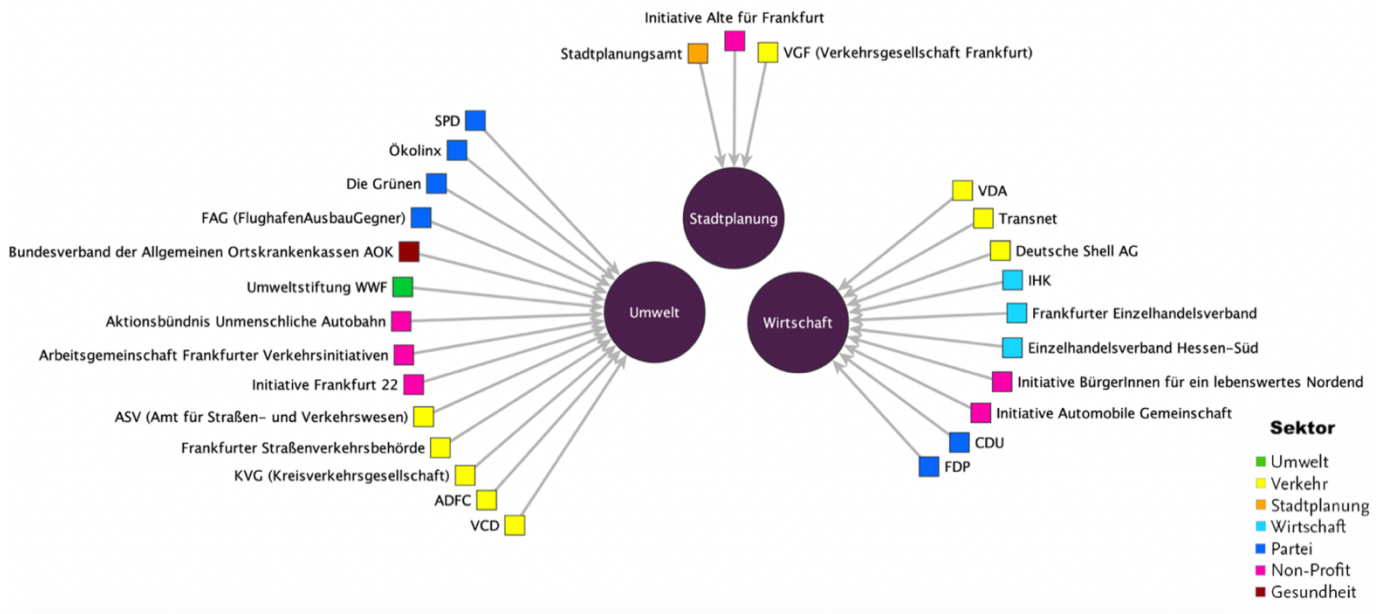 Initiative Alte für Frankfurt
Stadtplanungsamt
VGF (Verkehrsgesellschaft Frankfurt)
SPD
Ökolinx
Die Grünen
FAG (FlughafenAusbauGegner)
Bundesverband der Allgemeinen Ortskrankenkassen AOK
Umweltstiftung WWF
Aktionsbündnis Unmenschliche Autobahn
Arbeitsgemeinschaft Frankfurter Verkehrsinitiativen
Initiative Frankfurt 22
ASV (Amt für Straßen- und Verkehrswesen)
Frankfurter Straßenverkehrsbehörde
KVG (Kreisverkehrsgesellschaft)
ADFC
VCD
Stadtplanung
Umwelt
Wirtschaft
VDA
Transnet
Deutsche Shell AG
IHK
Frankfurter Einzelhandelsverband
Einzelhandelsverband Hessen-Süd
Initiative BürgerInnen für ein lebenswertes Nordend
Initiative Automobile Gemeinschaft
CDU
FDP
Sektor
Umwelt
Verkehr
Stadtplanung
Wirtschaft
Partei
Non-Profit
Gesundheit